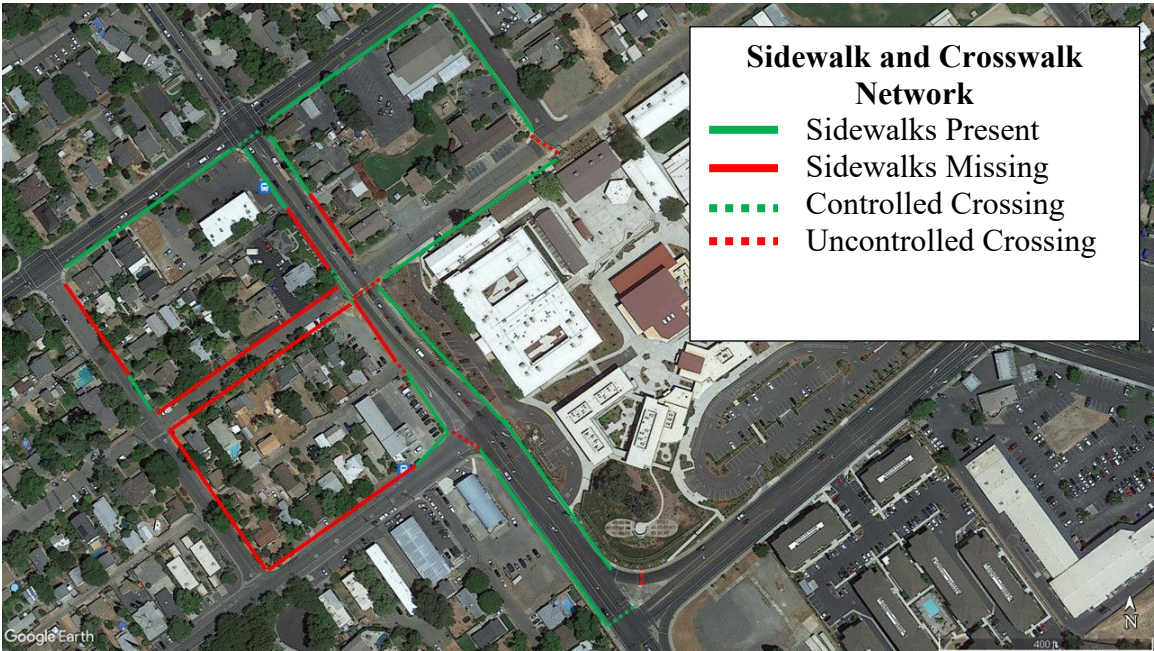 Sidewalk and Crosswalk
Network
Sidewalks Present
Sidewalks Missing
Controlled Crossing
Uncontrolled Crossing
Google Earth
N
400 ft